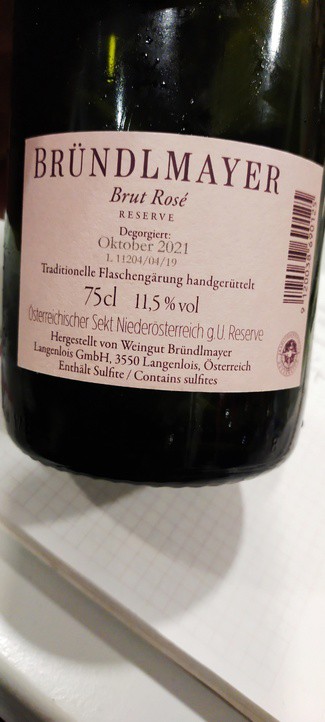 BRÜNDLMAYER
Brut Rosé
RESERVE
Degorgiert:
Oktober 2021
L 11204/04/19
Traditionelle Flaschengärung handgerüttelt
75cl 11,5 % vol
Österreichischer Sekt Niederösterreich g.U. Reserve
Hergestellt von Weingut Bründlmayer
Langenlois GmbH, 3550 Langenlois, Österreich
Enthält Sulfite / Contains sulfites